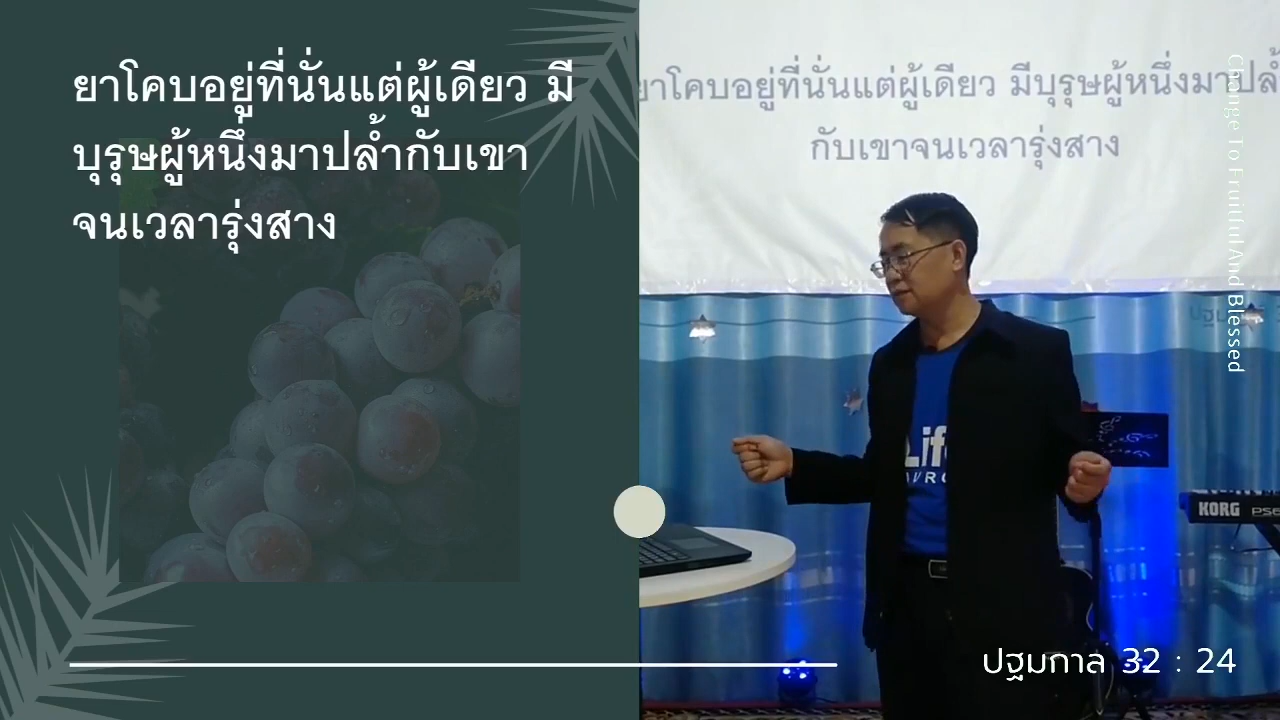 ยาโคบอยู่ที่นั่นแต่ผู้เดียว มี
บุรุษผู้หนึ่งมาปล้ำกับเขา
จนเวลารุ่งสาง
ยาโคบอยู่ที่นั่นแต่ผู้เดียว มีบุรุษผู้หนึ่งมาปล้ำ
กับเขาจนเวลารุ่งสาง
Change To Fruitful And Blessed
Life
KORG PS6
ปฐมกาล 32 : 24